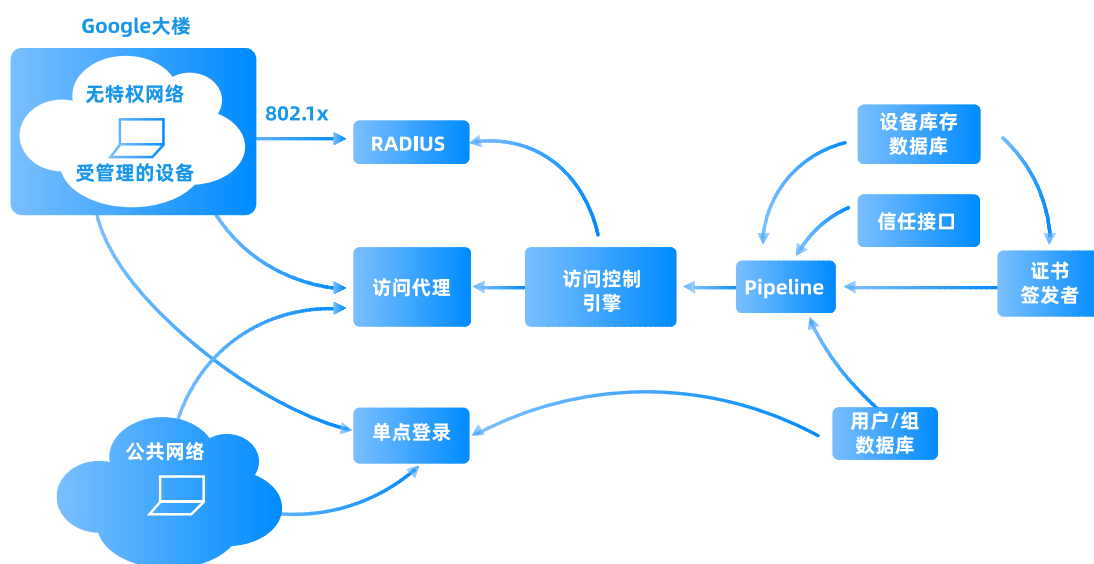 Google大楼
无特权网络
受管理的设备
802.1x
RADIUS
设备库存
数据库
信任接口
访问代理
访问控制
引擎
Pipeline
证书
签发者
单点登录
用户/组
数据库
公共网络